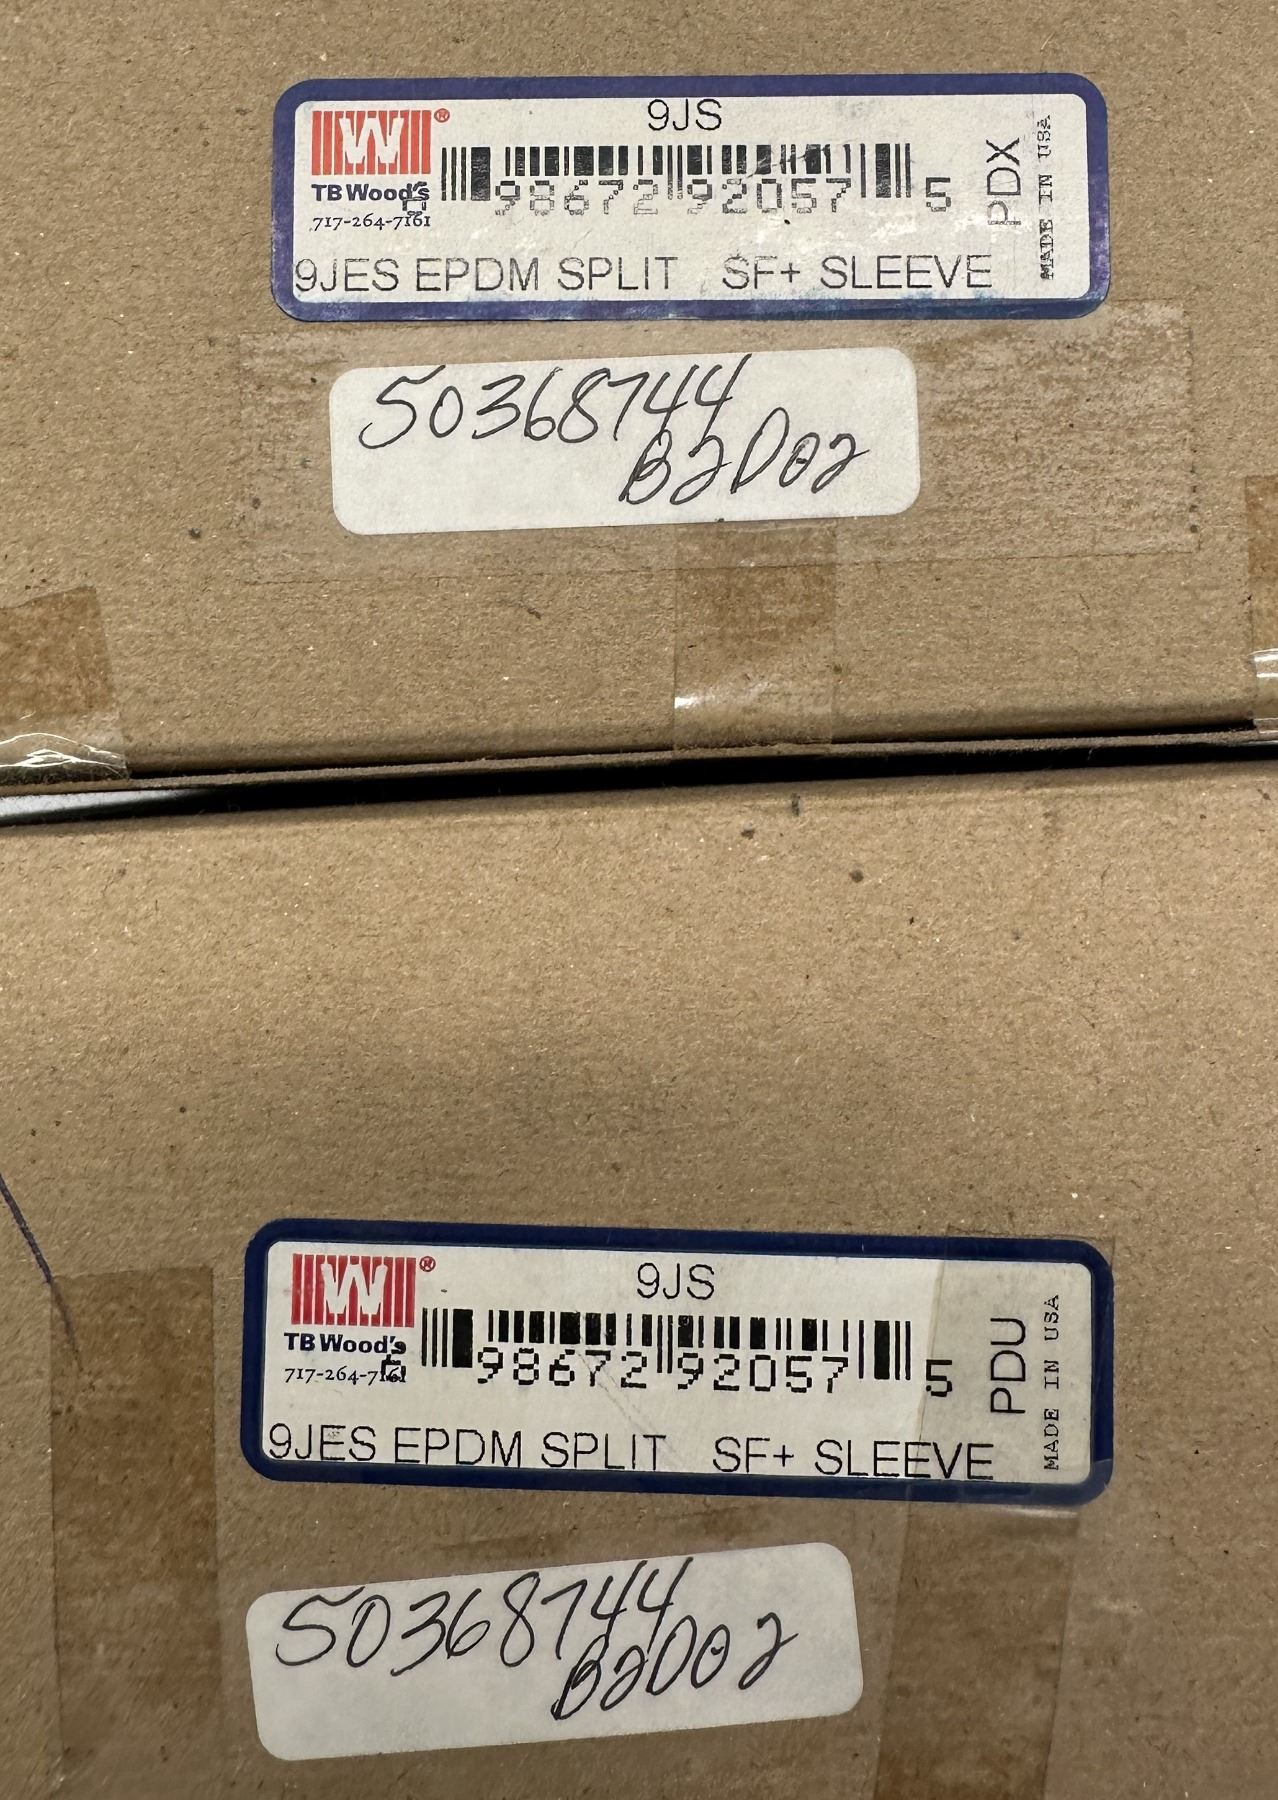 9JS
W®
TB Wood's
717-264-7161
98672 92057 5
PDX
MADE IN USA
9JES EPDM SPLIT SF+ SLEEVE
50368744
B2D02
9JS
W®
TB Wood's
717-264-7161
98672 92057 5
PDU
MADE IN USA
9JES EPDM SPLIT SF+ SLEEVE
50368744
B2D02